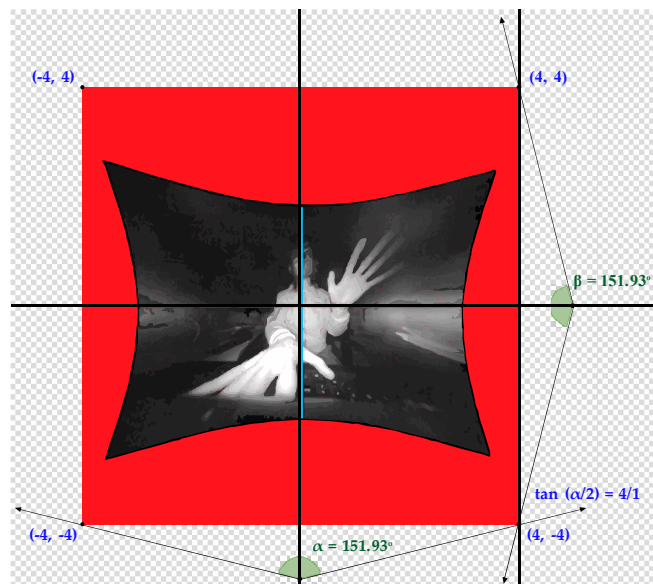 (-4, 4)
(4, 4)
β = 151.93°
tan (α/2) = 4/1
(-4, -4)
(4, -4)
α = 151.93°